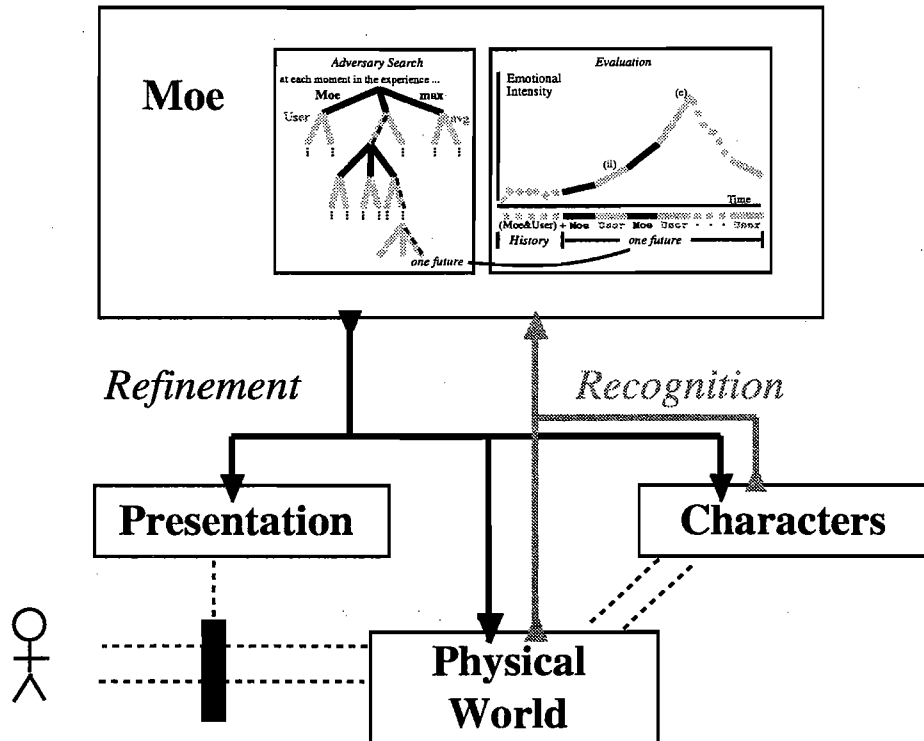 Moe
Adversary Search
at each moment in the experience ...
Moe max
User avg
one future
Evaluation
Emotional
Intensity
(c)
(ii)
Time
(Moe&User) + Moe User Moe User . . . User
History one future
Refinement
Recognition
Presentation
Characters
Physical
World